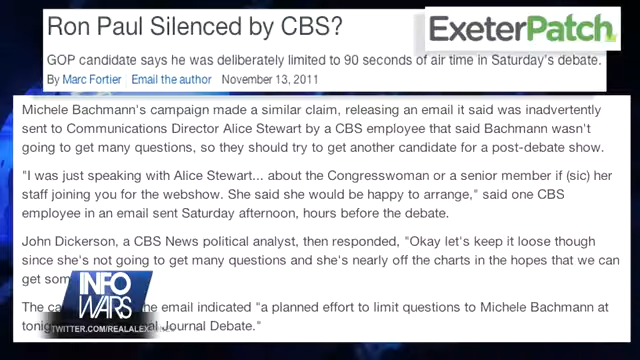 Ron Paul Silenced by CBS?
ExeterPatch
GOP candidate says he was deliberately limited to 90 seconds of air time in Saturday's debate.
By Marc Fortier Email the author November 13, 2011
Michele Bachmann's campaign made a similar claim, releasing an email it said was inadvertently
sent to Communications Director Alice Stewart by a CBS employee that said Bachmann wasn't
going to get many questions, so they should try to get another candidate for a post-debate show.
"I was just speaking with Alice Stewart... about the Congresswoman or a senior member if (sic) her
staff joining you for the webshow. She said she would be happy to arrange," said one CBS
employee in an email sent Saturday afternoon, hours before the debate.
John Dickerson, a CBS News political analyst, then responded, "Okay let's keep it loose though
since she's not going to get many questions and she's nearly off the charts in the hopes that we can
get
The email indicated "a planned effort to limit questions to Michele Bachmann at
Journal Debate."
INFO
WARS
TWITTER.COM/REALALEX